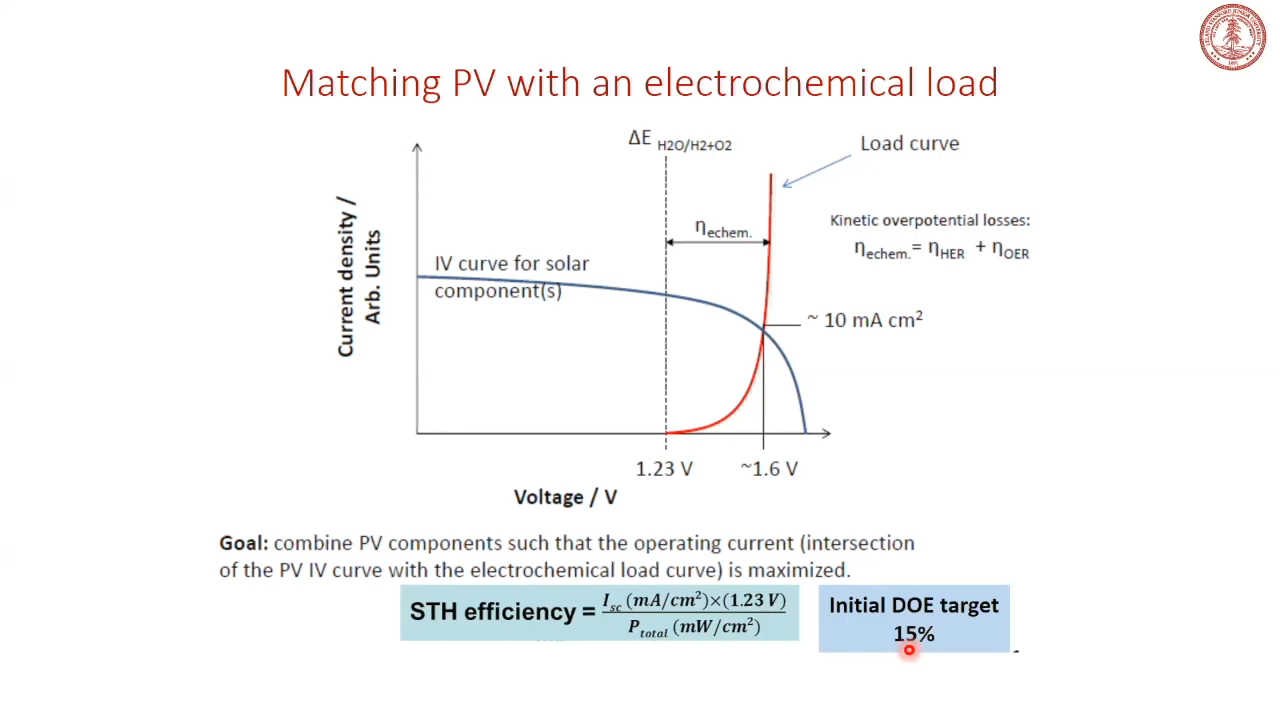 Matching PV with an electrochemical load
ΔE H2O/H2+O2
Load curve
Current density / Arb. Units
ηechem.
Kinetic overpotential losses:
ηechem.= ηHER + ηOER
IV curve for solar
component(s)
~ 10 mA cm²
1.23 V
~1.6 V
Voltage / V
Goal: combine PV components such that the operating current (intersection
of the PV IV curve with the electrochemical load curve) is maximized.
STH efficiency = Isc (mA/cm²)×(1.23 V)
Ptotal (mW/cm²)
Initial DOE target
15%